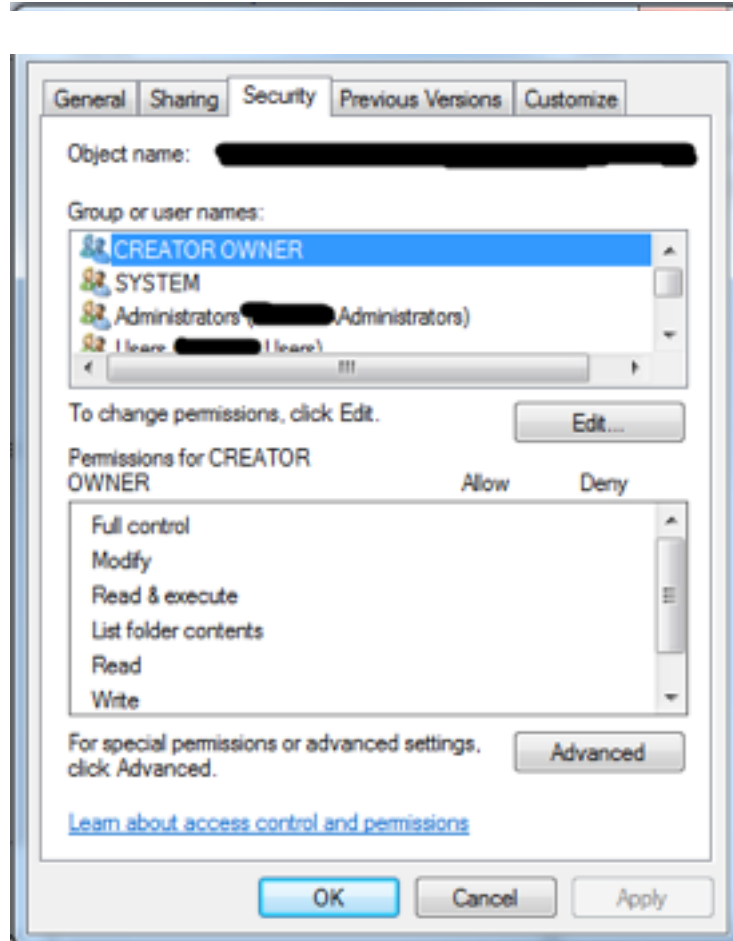 General Sharing Security Previous Versions Customize
Object name:
Group or user names:
CREATOR OWNER
SYSTEM
Administrators ( \Administrators)
Users Users)
To change permissions, click Edit.
Edit...
Permissions for CREATOR
OWNER Allow Deny
Full control
Modify
Read & execute
List folder contents
Read
Write
For special permissions or advanced settings,
click Advanced.
Advanced
Learn about access control and permissions
OK Cancel Apply